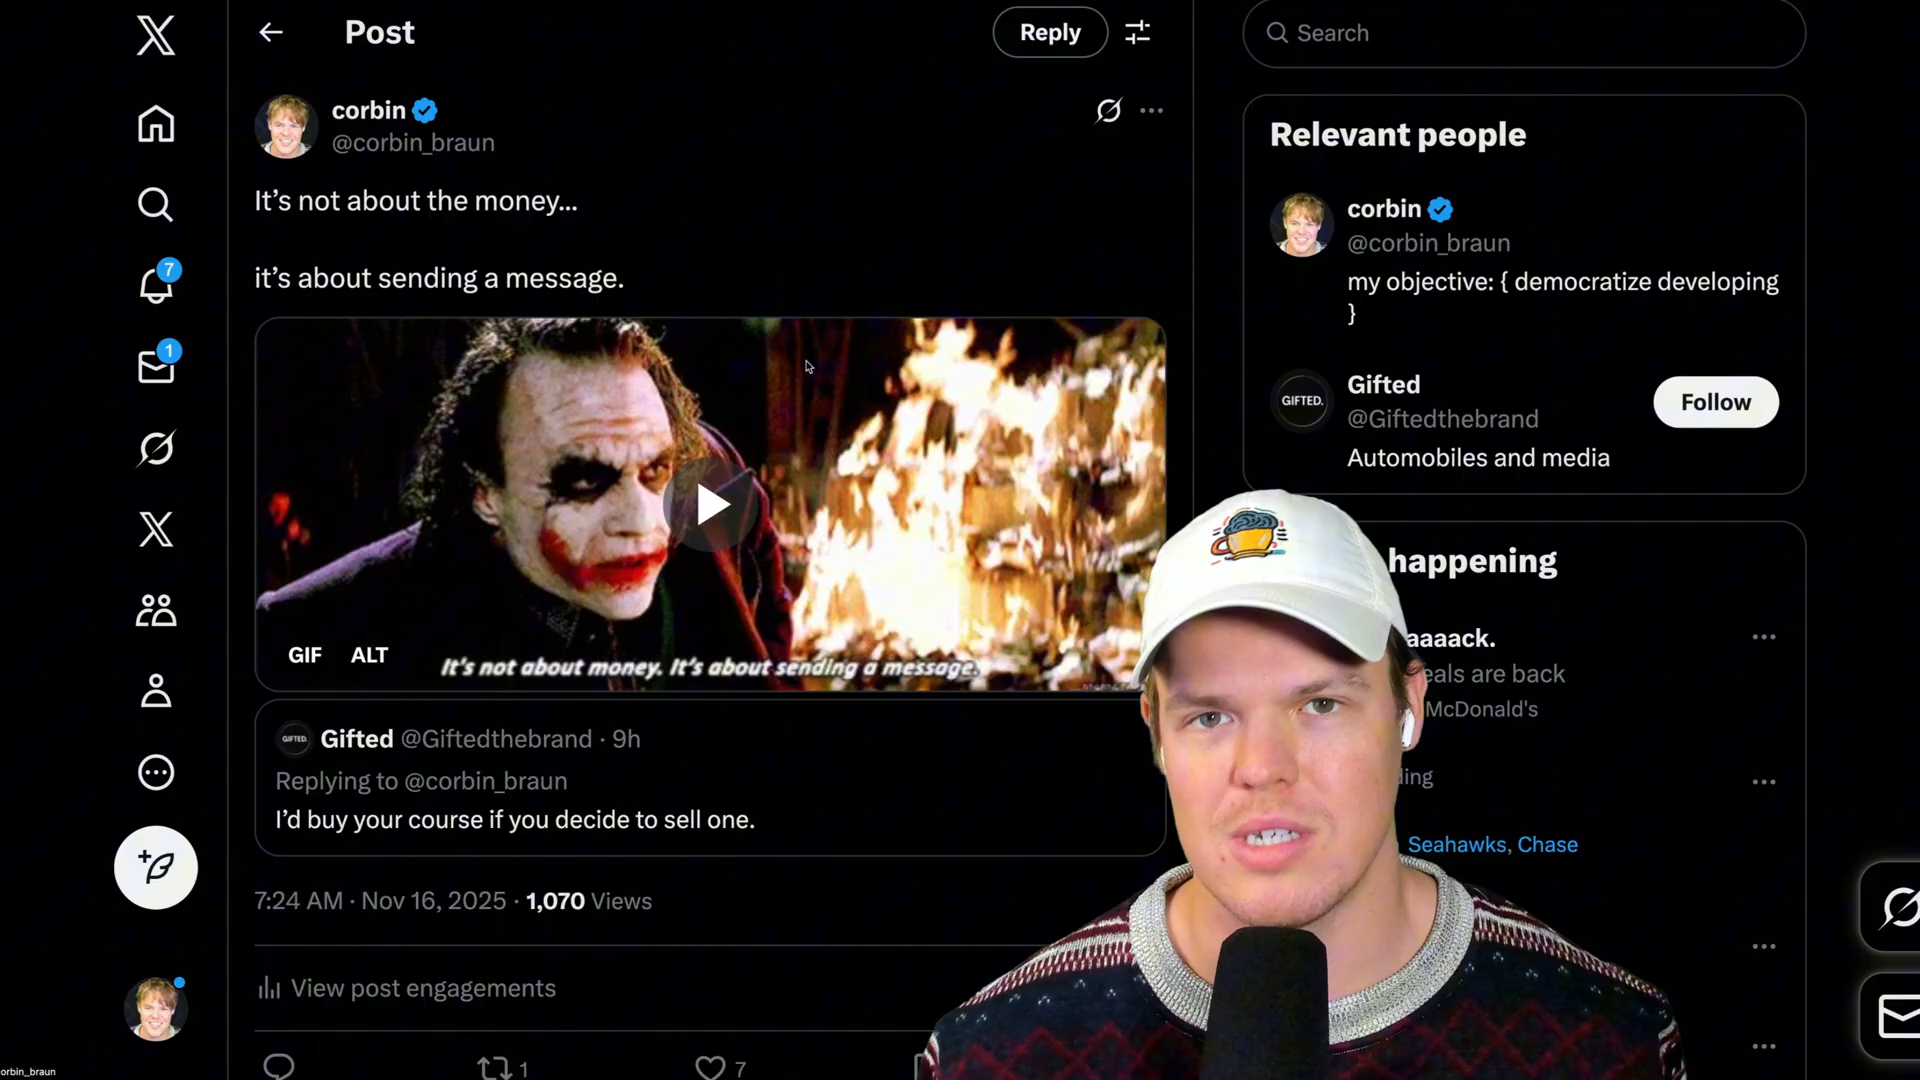 Post
Reply
Search
corbin
@corbin_braun
It’s not about the money...
it’s about sending a message.
GIF ALT
It's not about money. It's about sending a message.
Gifted @Giftedthebrand · 9h
Replying to @corbin_braun
I’d buy your course if you decide to sell one.
7:24 AM · Nov 16, 2025 · 1,070 Views
View post engagements
1
7
Relevant people
corbin
@corbin_braun
my objective: { democratize developing
}
GIFTED.
Gifted
@Giftedthebrand
Follow
Automobiles and media
happening
aaaack.
eals are back
McDonald's
ding
Seahawks, Chase
7
1
GIFTED.
orbin_braun